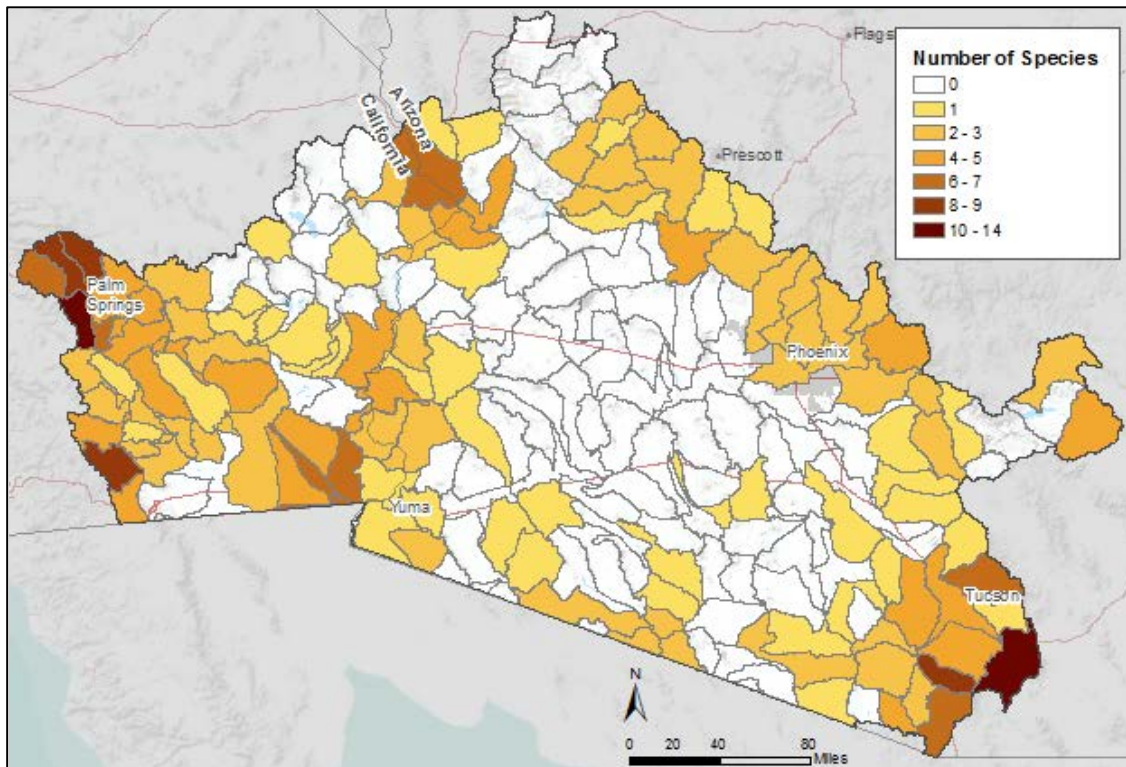 Flags
Number of Species
0
1
2 - 3
4 - 5
6 - 7
8 - 9
10 - 14
Arizona
California
Prescott
Palm
Springs
Phoenix
Yuma
Tucson
N
0 20 40 80
Miles